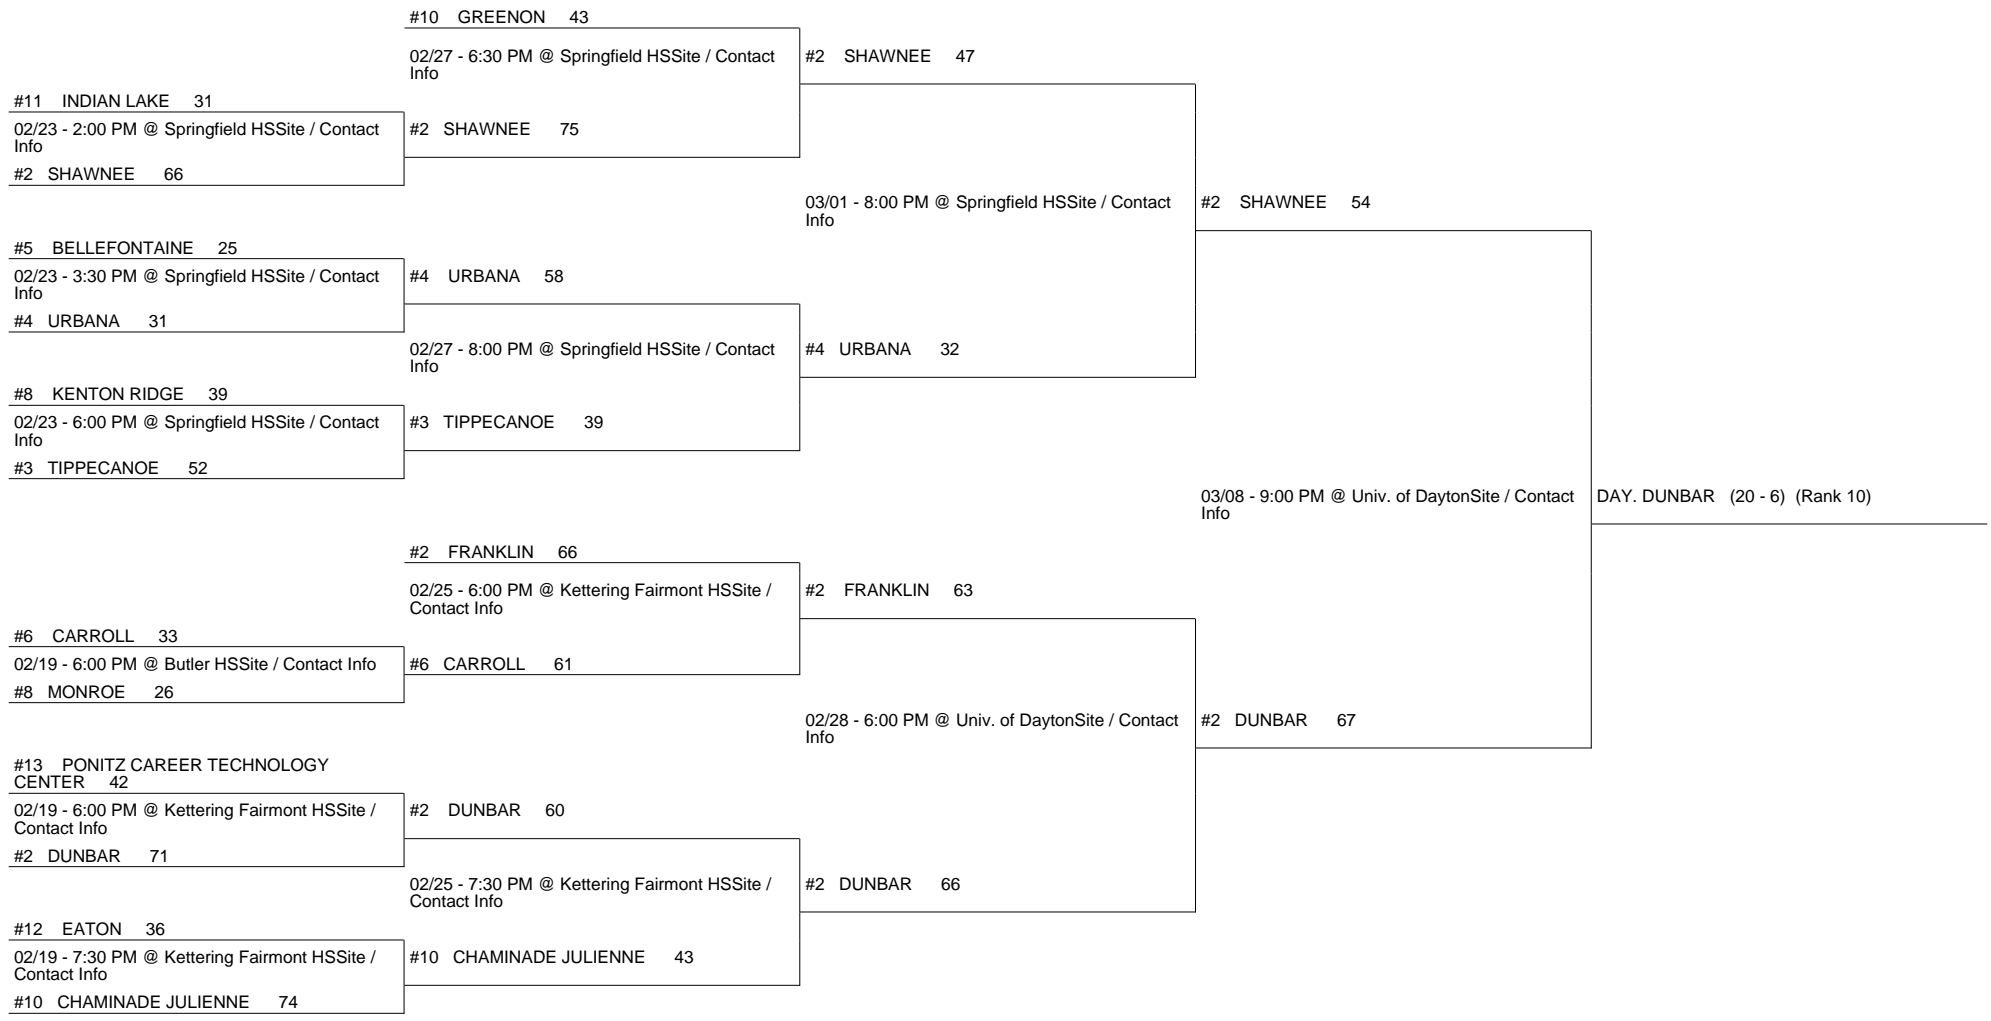 #10 GREENON 43
02/27 - 6:30 PM @ Springfield HSSite / Contact
Info
#2 SHAWNEE 47
#11 INDIAN LAKE 31
02/23 - 2:00 PM @ Springfield HSSite / Contact
Info
#2 SHAWNEE 75
#2 SHAWNEE 66
03/01 - 8:00 PM @ Springfield HSSite / Contact
Info
#2 SHAWNEE 54
#5 BELLEFONTAINE 25
02/23 - 3:30 PM @ Springfield HSSite / Contact
Info
#4 URBANA 58
#4 URBANA 31
02/27 - 8:00 PM @ Springfield HSSite / Contact
Info
#4 URBANA 32
#8 KENTON RIDGE 39
02/23 - 6:00 PM @ Springfield HSSite / Contact
Info
#3 TIPPECANOE 39
#3 TIPPECANOE 52
03/08 - 9:00 PM @ Univ. of DaytonSite / Contact
Info
DAY. DUNBAR (20 - 6) (Rank 10)
#2 FRANKLIN 66
02/25 - 6:00 PM @ Kettering Fairmont HSSite /
Contact Info
#2 FRANKLIN 63
#6 CARROLL 33
02/19 - 6:00 PM @ Butler HSSite / Contact Info
#6 CARROLL 61
#8 MONROE 26
02/28 - 6:00 PM @ Univ. of DaytonSite / Contact
Info
#2 DUNBAR 67
#13 PONITZ CAREER TECHNOLOGY
CENTER 42
02/19 - 6:00 PM @ Kettering Fairmont HSSite /
Contact Info
#2 DUNBAR 60
#2 DUNBAR 71
02/25 - 7:30 PM @ Kettering Fairmont HSSite /
Contact Info
#2 DUNBAR 66
#12 EATON 36
02/19 - 7:30 PM @ Kettering Fairmont HSSite /
Contact Info
#10 CHAMINADE JULIENNE 43
#10 CHAMINADE JULIENNE 74